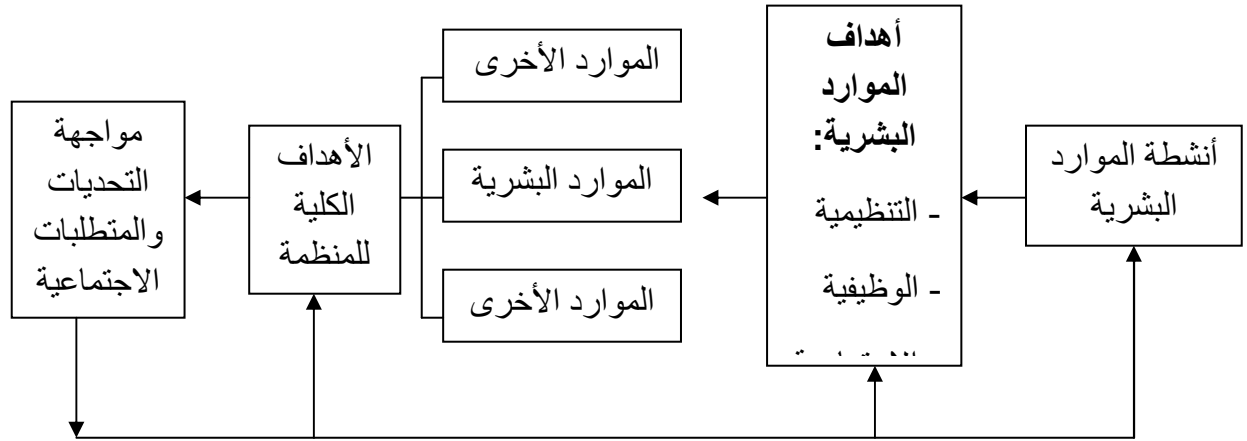 أنشطة الموارد
البشرية
أهداف
الموارد
البشرية:
- التنظيمية
- الوظيفية
الموارد الأخرى
الموارد البشرية
الموارد الأخرى
الأهداف
الكلية
للمنظمة
مواجهة
التحديات
والمتطلبات
الاجتماعية